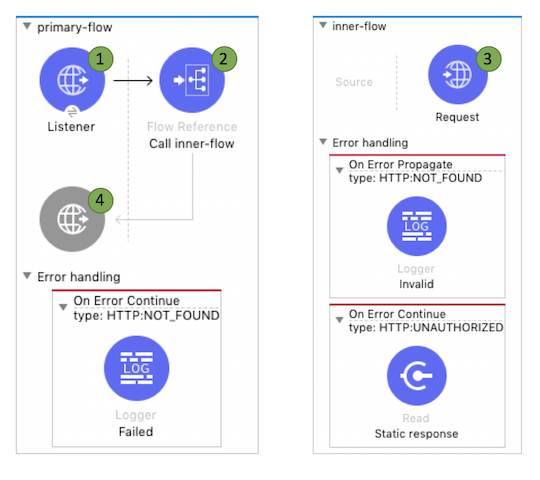 primary-flow
1
2
Listener
Flow Reference
Call inner-flow
4
Error handling
On Error Continue
type: HTTP:NOT_FOUND
LOG
Logger
Failed
inner-flow
Source
3
Request
Error handling
On Error Propagate
type: HTTP:NOT_FOUND
LOG
Logger
Invalid
On Error Continue
type: HTTP:UNAUTHORIZED
Read
Static response